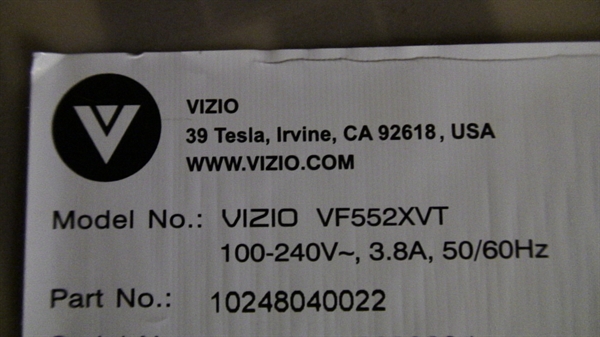 V
VIZIO
39 Tesla, Irvine, CA 92618, USA
WWW.VIZIO.COM
Model No.: VIZIO VF552XVT
100-240V~, 3.8A, 50/60Hz
Part No.: 10248040022